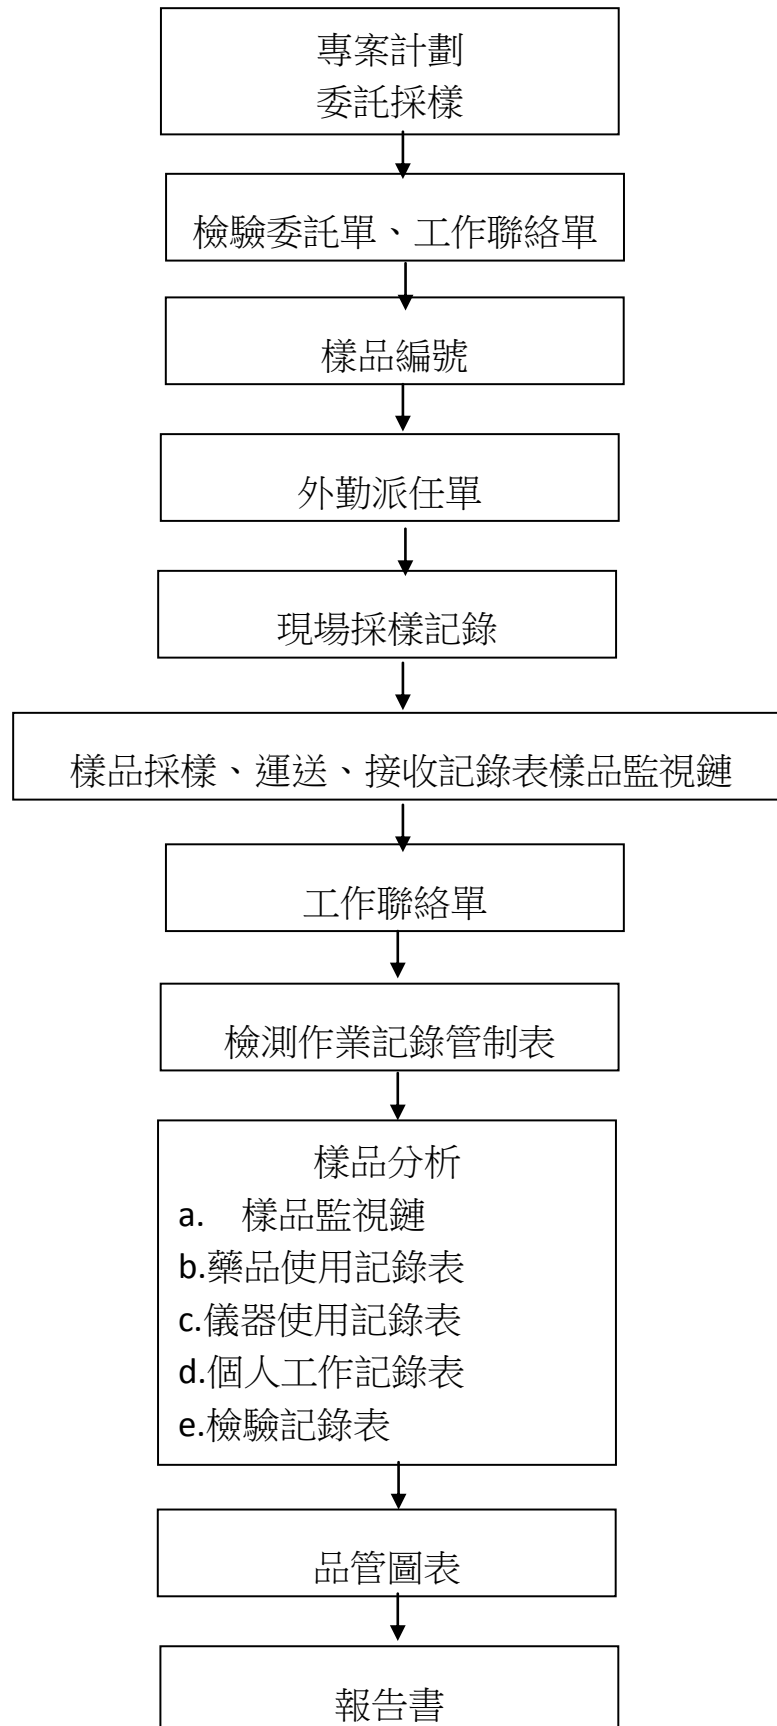 專案計劃
委託採樣
檢驗委託單、工作聯絡單
樣品編號
外勤派任單
現場採樣記錄
樣品採樣、運送、接收記錄表樣品監視鏈
工作聯絡單
檢測作業記錄管制表
樣品分析
a. 樣品監視鏈
b.藥品使用記錄表
c.儀器使用記錄表
d.個人工作記錄表
e.檢驗記錄表
品管圖表
報告書